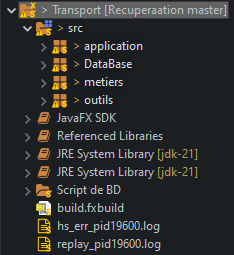 > Transport [Recuperaation master]
> src
> application
> DataBase
> metiers
> outils
JavaFX SDK
Referenced Libraries
JRE System Library [jdk-21]
JRE System Library [jdk-21]
> Script de BD
build.fxbuild
hs_err_pid19600.log
replay_pid19600.log